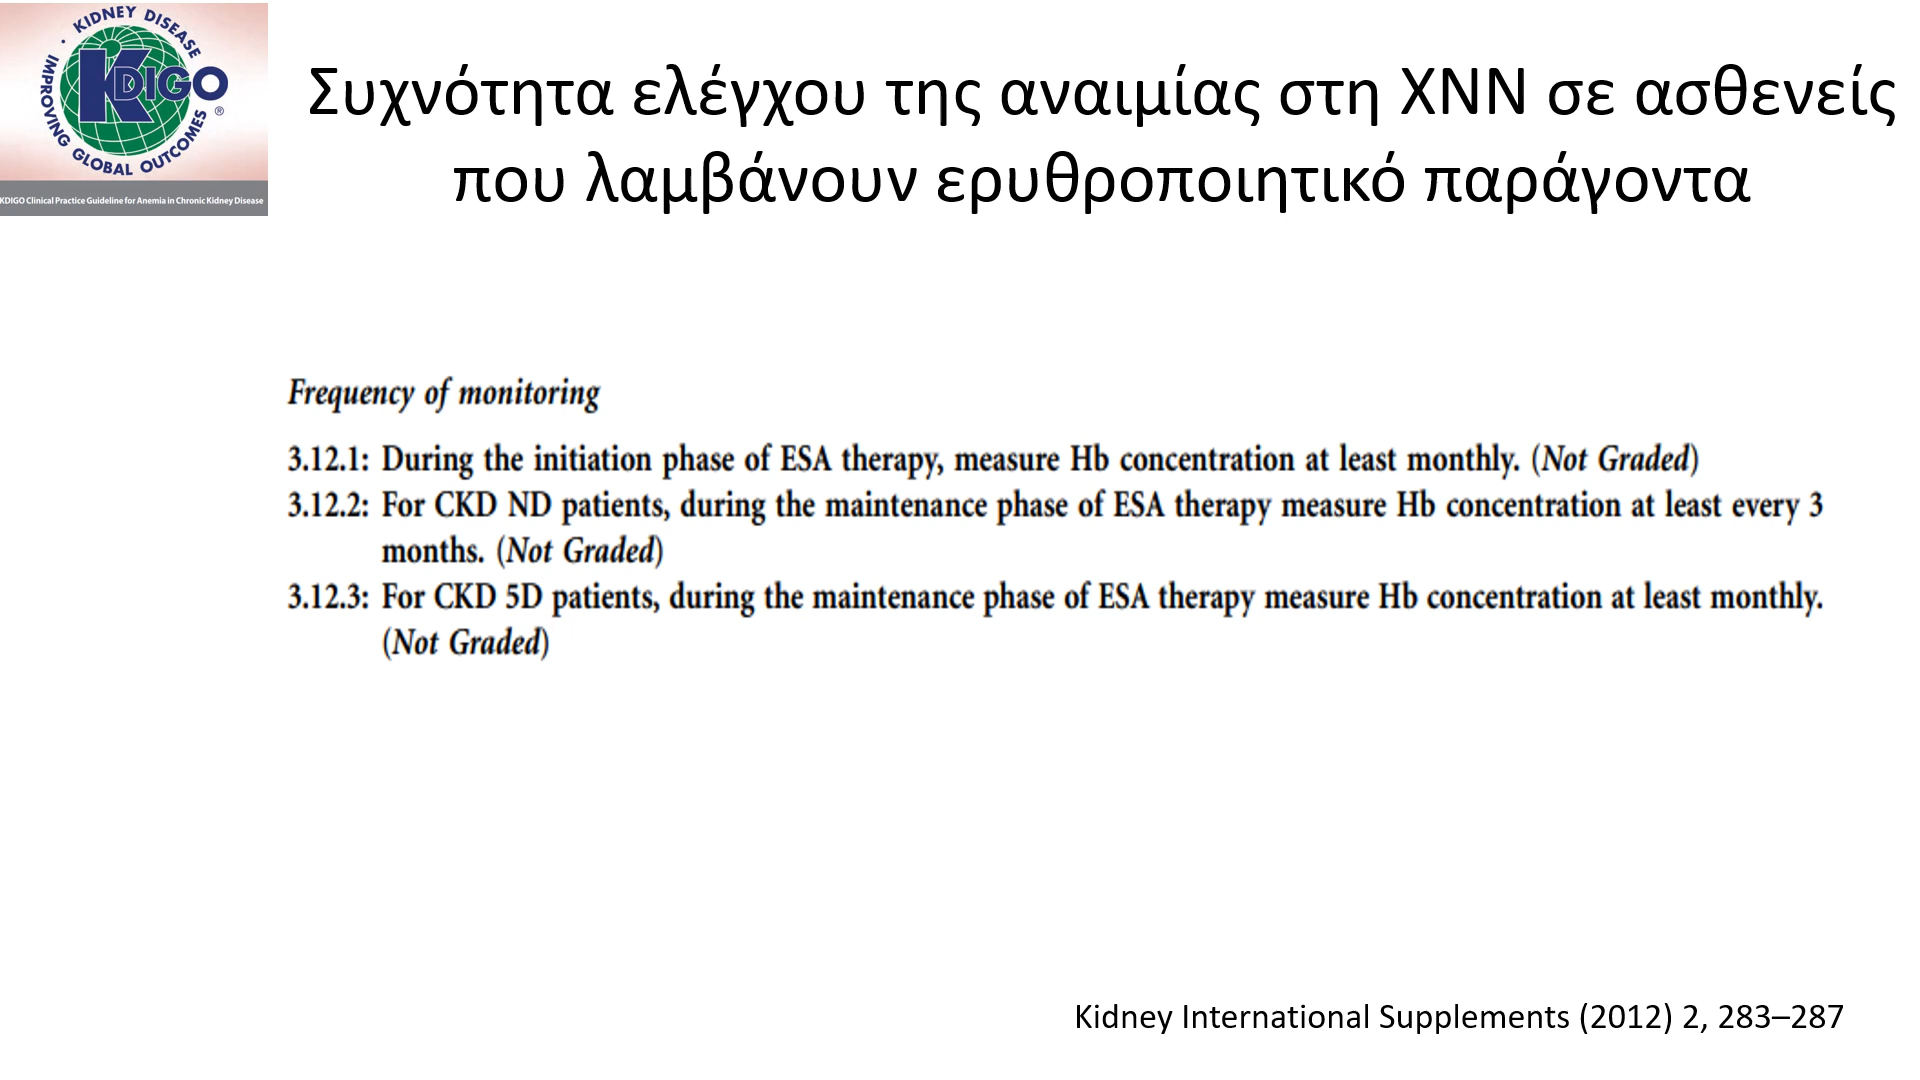 · KIDNEY DISEASE
IMPROVING GLOBAL OUTCOMES
KDIGO ®
KDIGO Clinical Practice Guideline for Anemia in Chronic Kidney Disease
Συχνότητα ελέγχου της αναιμίας στη ΧΝΝ σε ασθενείς
που λαμβάνουν ερυθροποιητικό παράγοντα
Frequency of monitoring
3.12.1: During the initiation phase of ESA therapy, measure Hb concentration at least monthly. (Not Graded)
3.12.2: For CKD ND patients, during the maintenance phase of ESA therapy measure Hb concentration at least every 3
months. (Not Graded)
3.12.3: For CKD 5D patients, during the maintenance phase of ESA therapy measure Hb concentration at least monthly.
(Not Graded)
Kidney International Supplements (2012) 2, 283–287